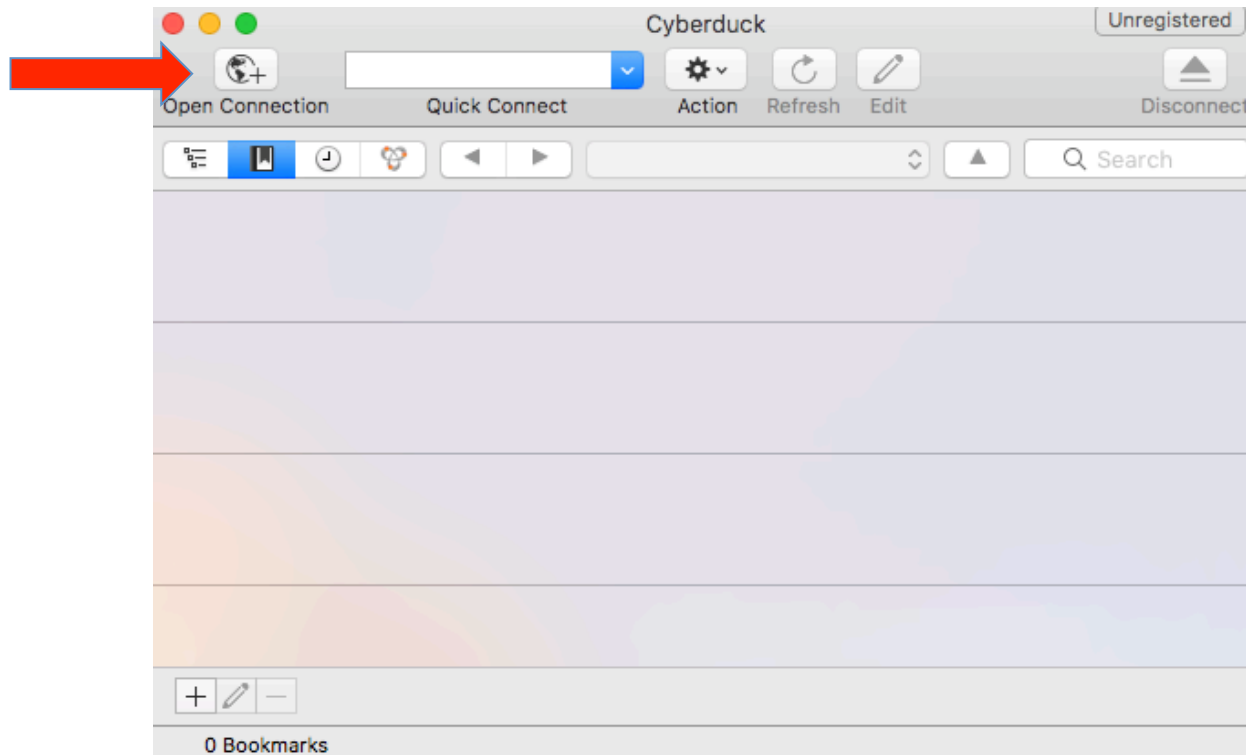 Cyberduck
Unregistered
Open Connection
Quick Connect
Action
Refresh
Edit
Disconnect
Search
0 Bookmarks